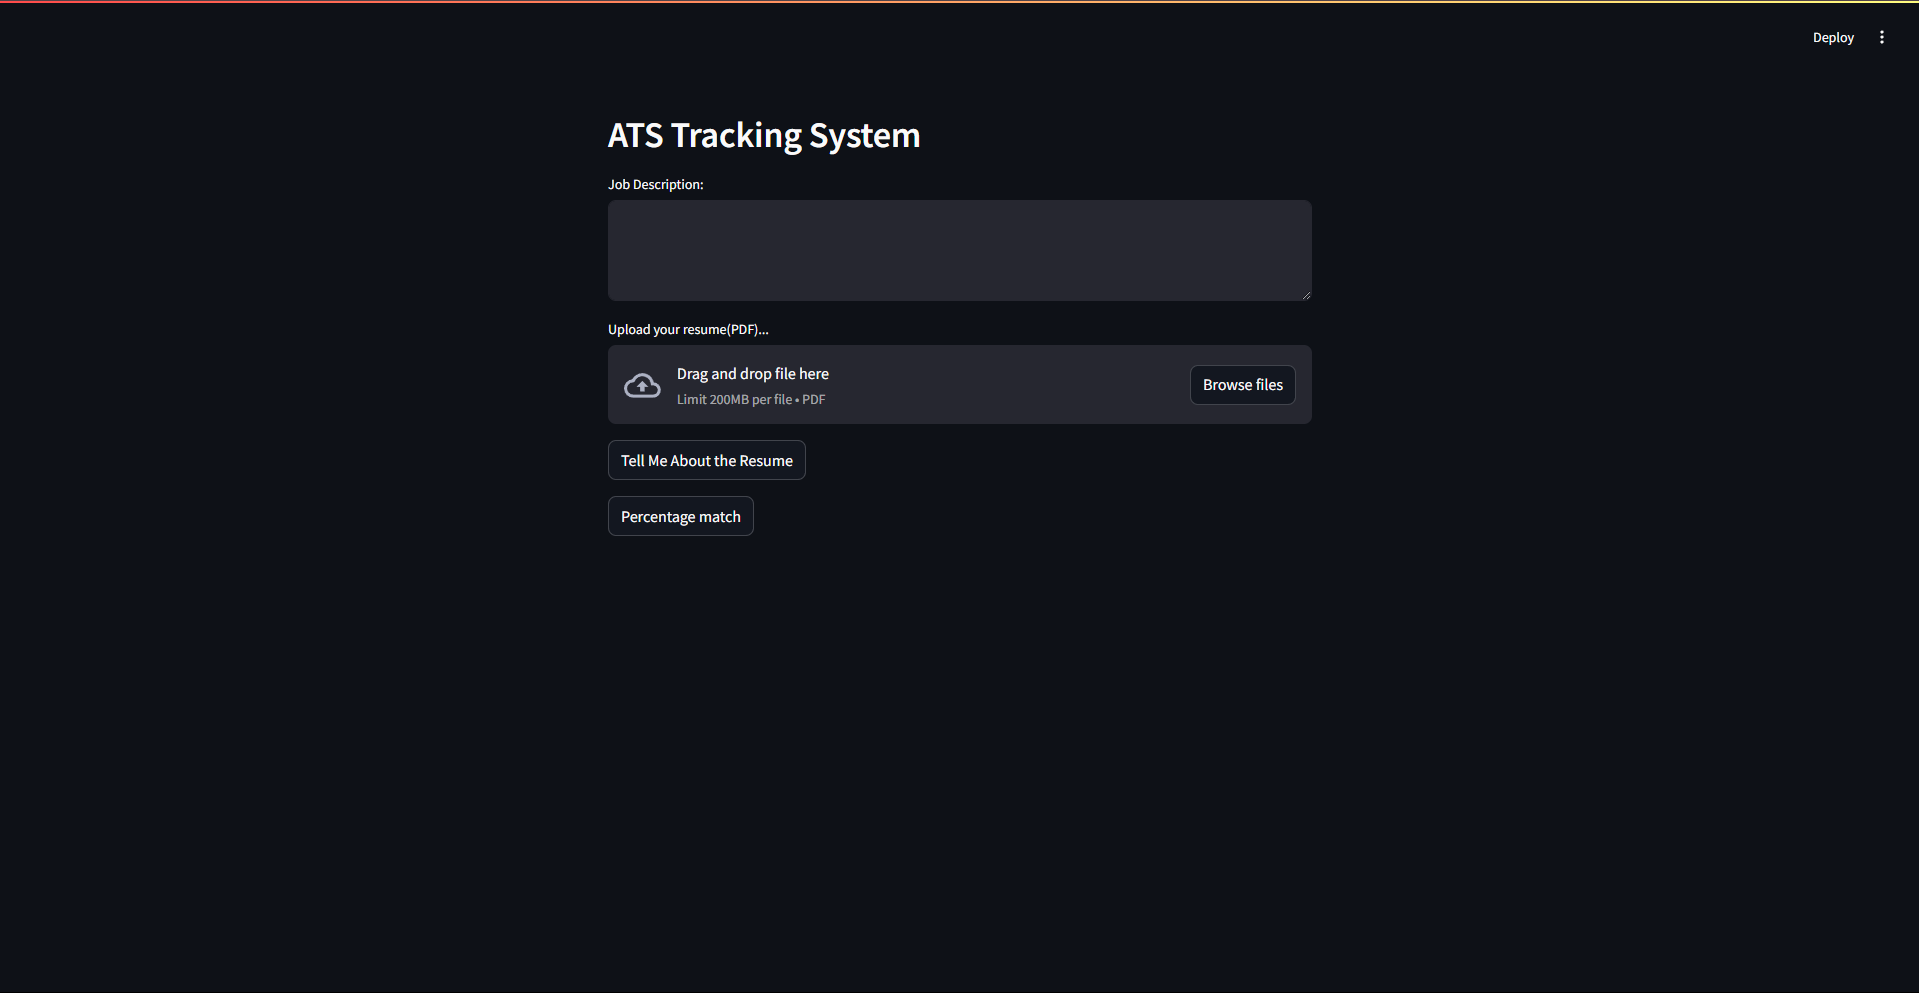 Deploy
ATS Tracking System
Job Description:
Upload your resume(PDF)...
Drag and drop file here
Limit 200MB per file • PDF
Browse files
Tell Me About the Resume
Percentage match